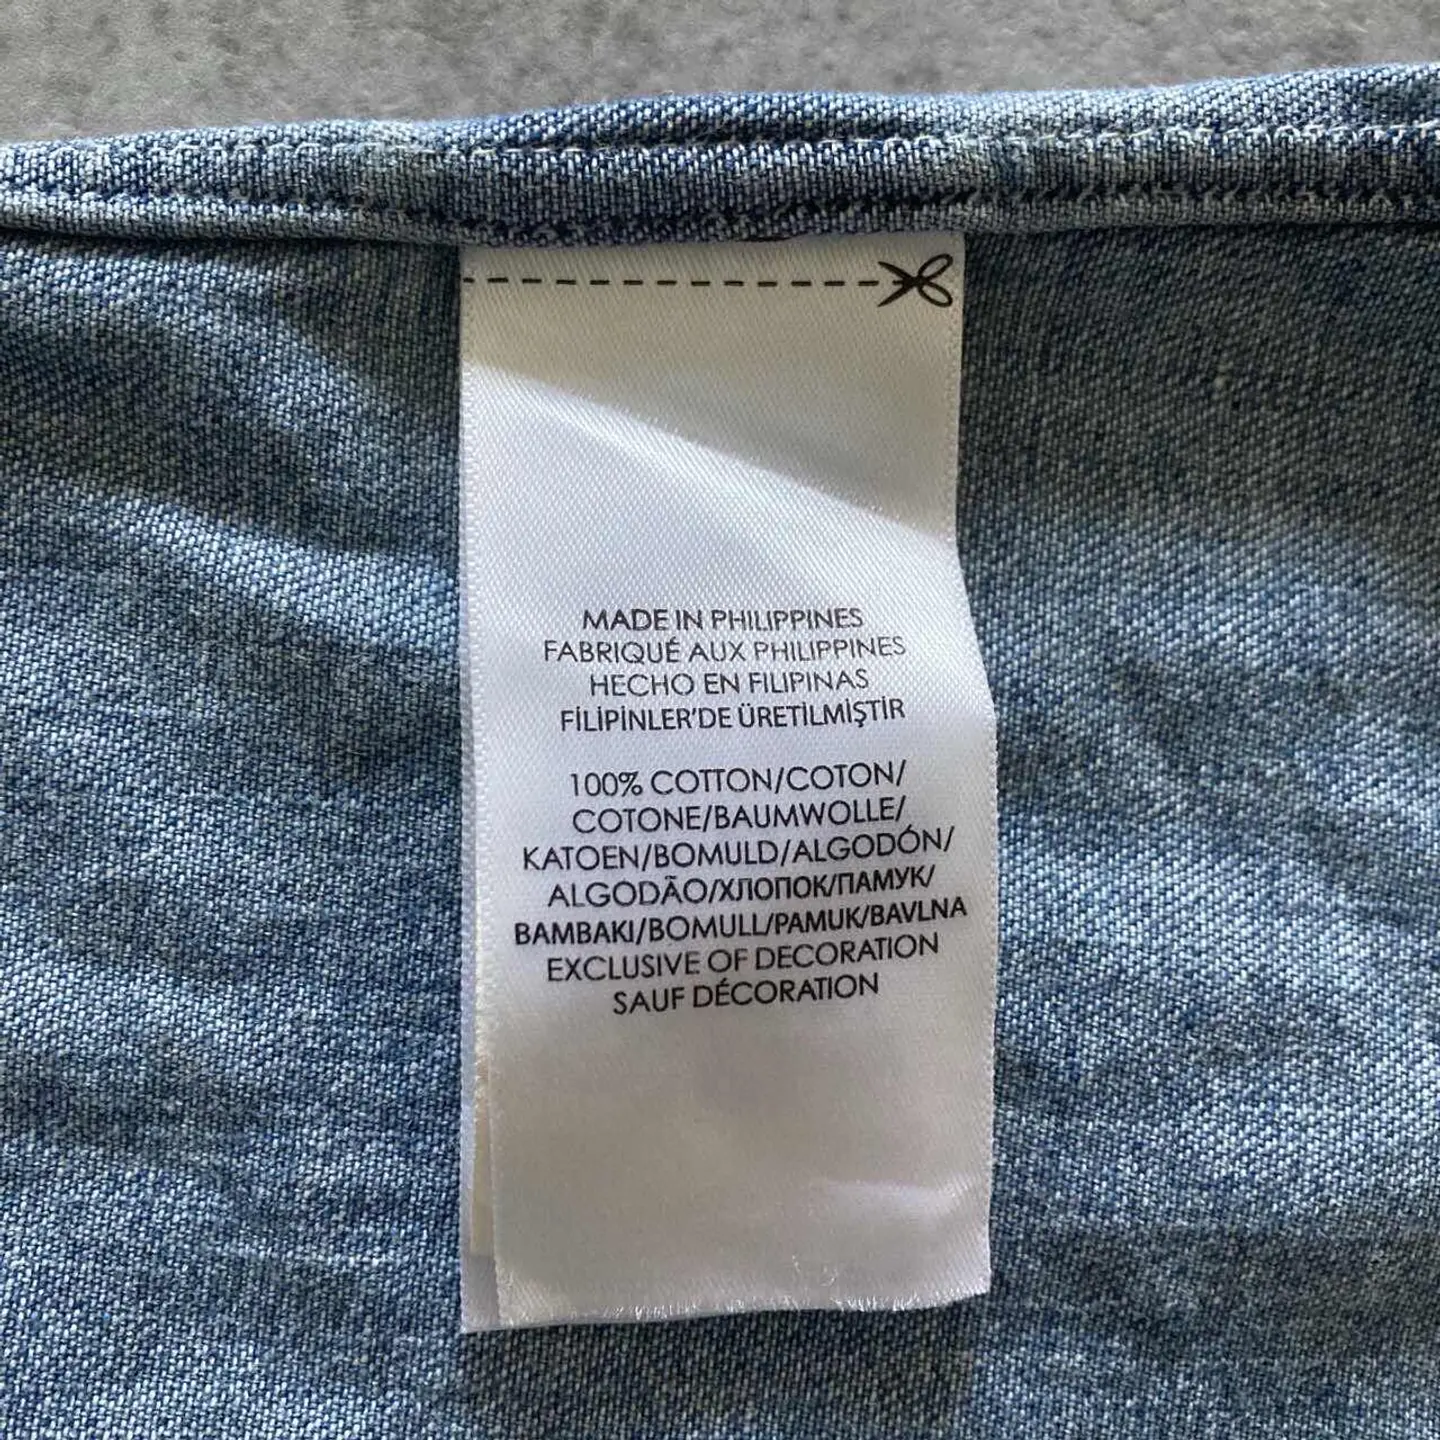 MADE IN PHILIPPINES
FABRIQUÉ AUX PHILIPPINES
HECHO EN FILIPINAS
FİLİPİNLER'DE ÜRETİLMİŞTİR
100% COTTON/COTON/
COTONE/BAUMWOLLE/
KATOEN/BOMULD/ALGODÓN/
ALGODÃO/ХЛОПОК/ПАМУК/
BAMBAKI/BOMULL/PAMUK/BAVLNA
EXCLUSIVE OF DECORATION
SAUF DÉCORATION